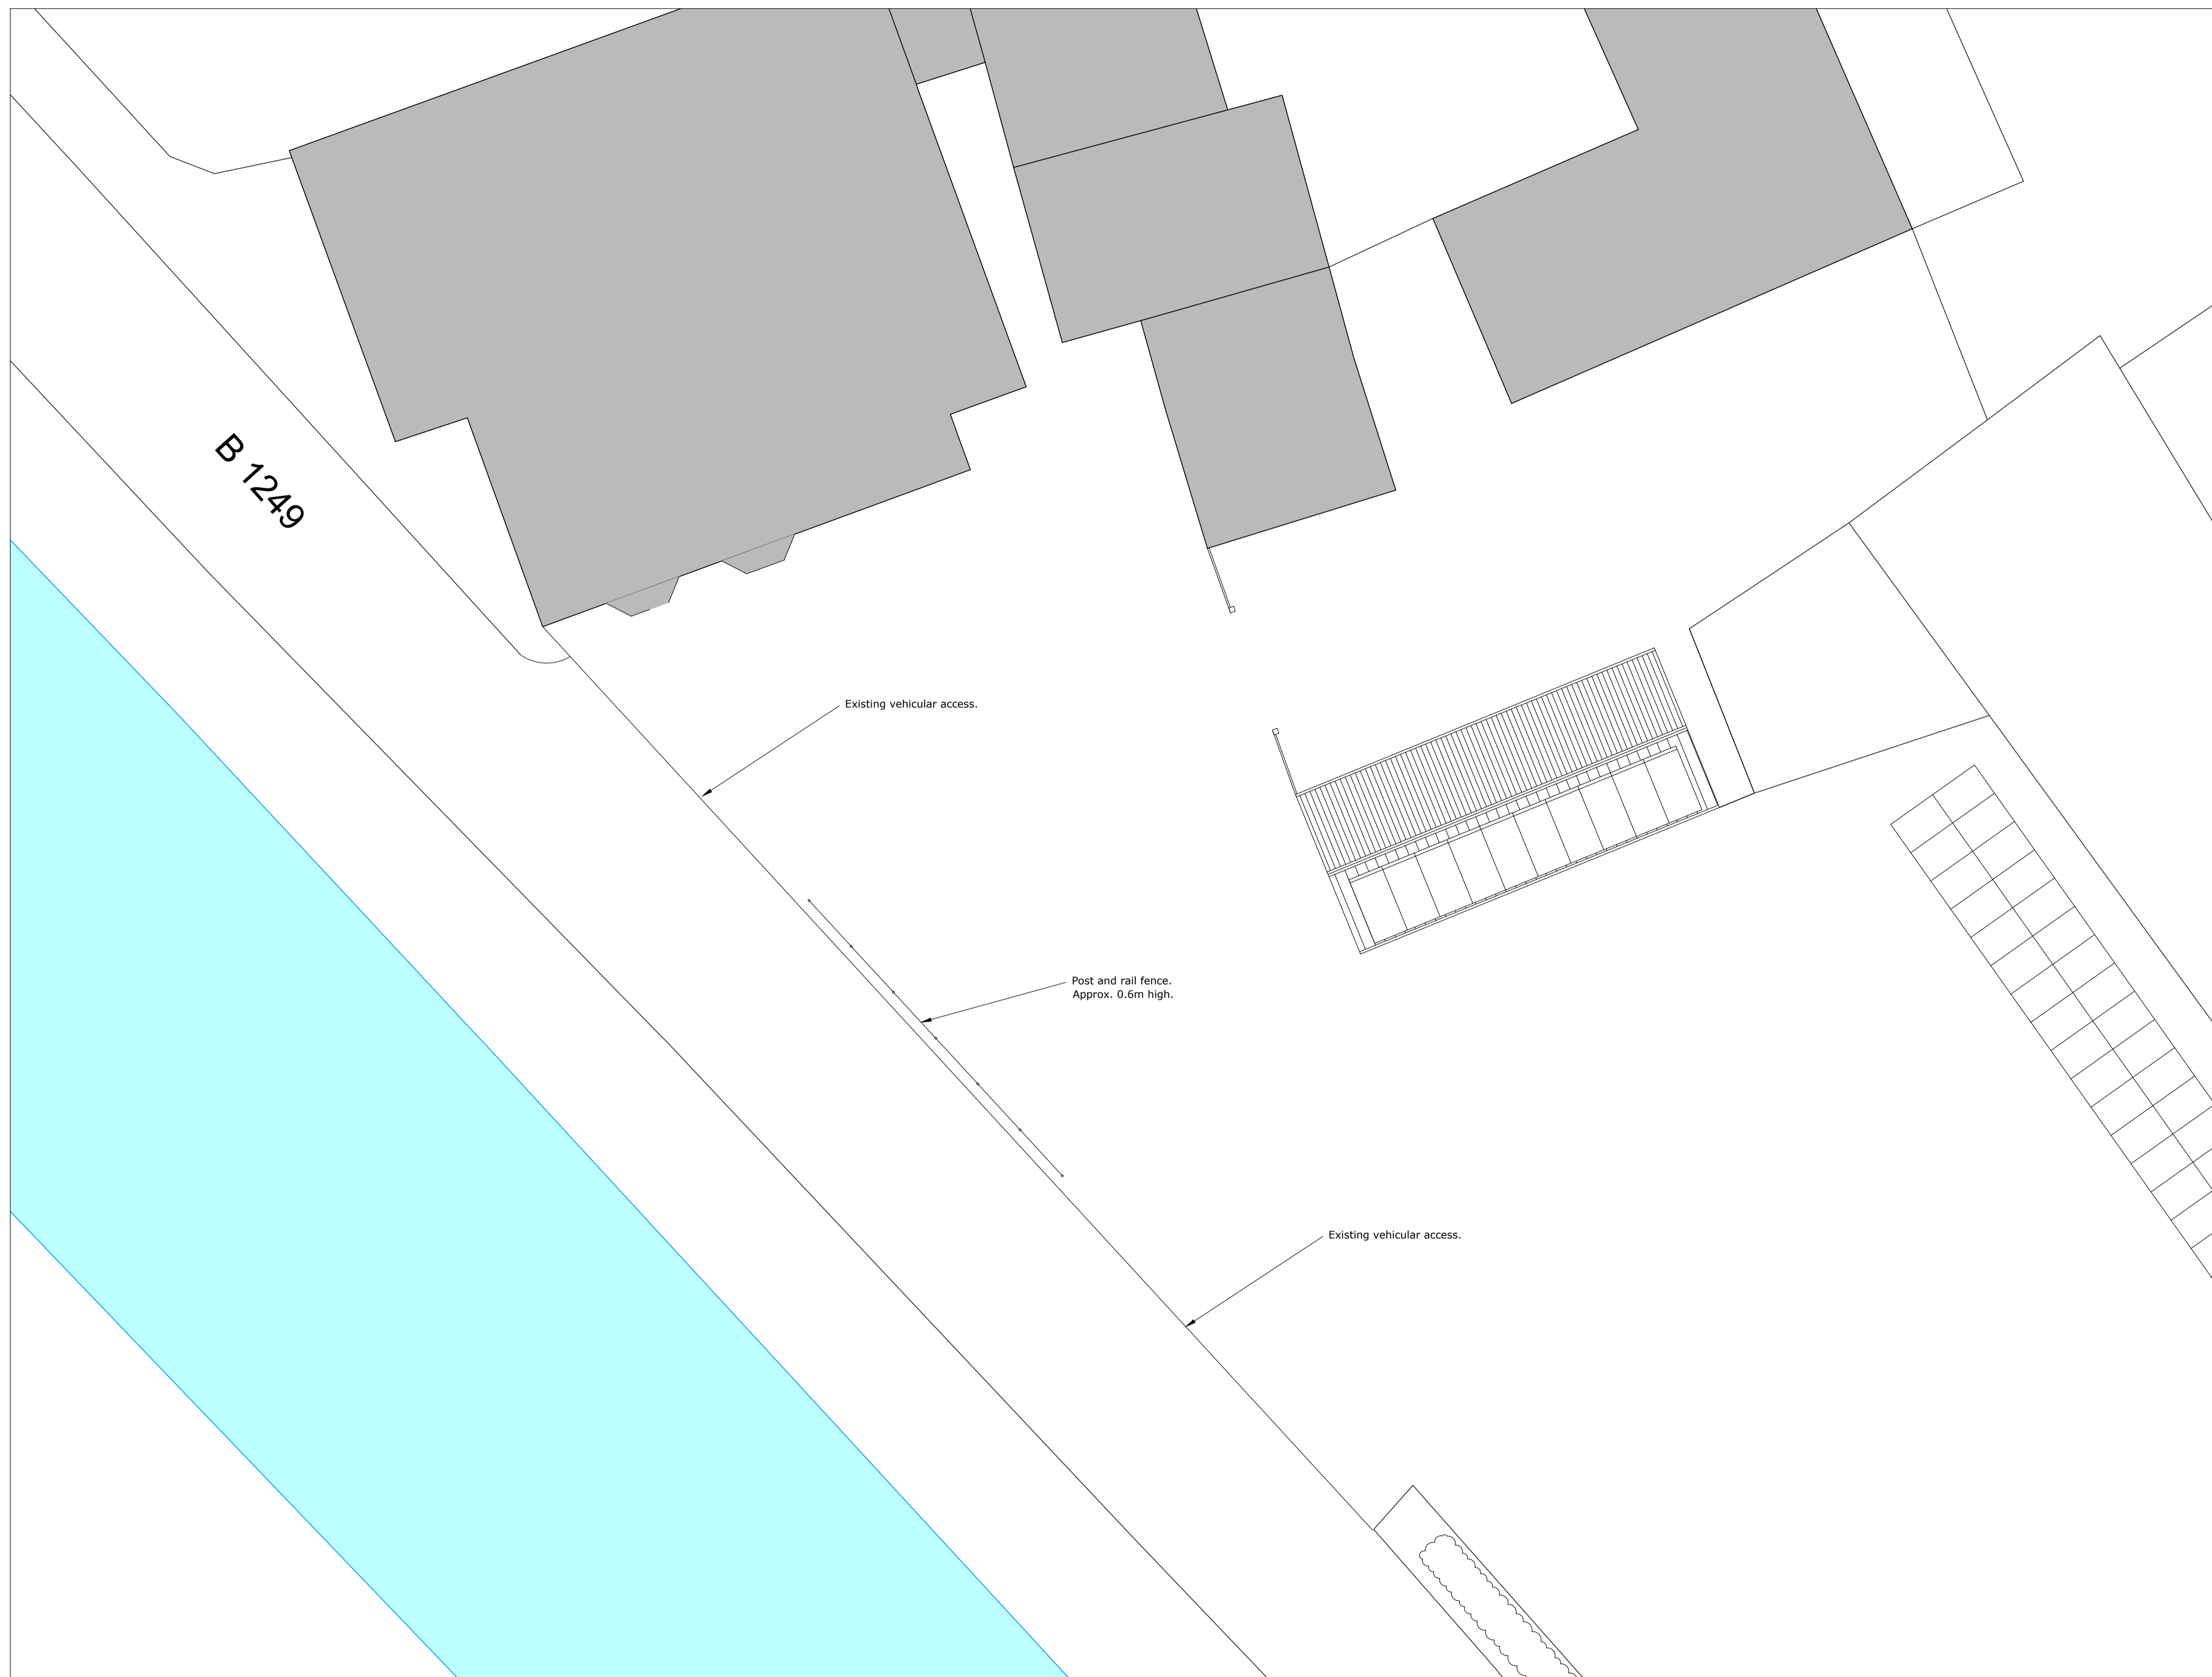 B 1249
Existing vehicular access.
Post and rail fence.
Approx. 0.6m high.
Existing vehicular access.